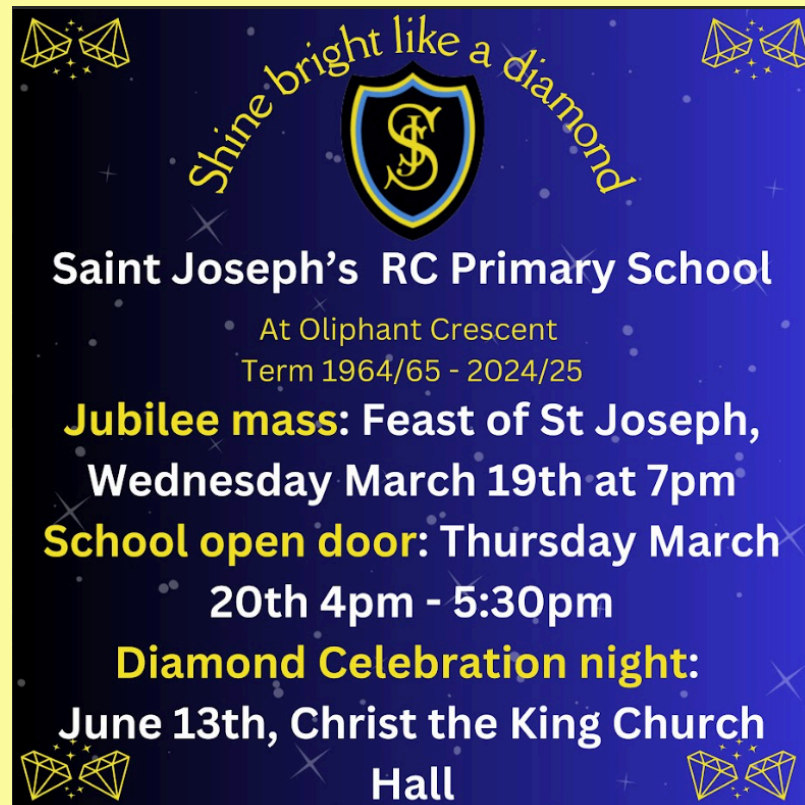 Shine bright like a diamond
SJS
Saint Joseph's RC Primary School
At Oliphant Crescent
Term 1964/65 - 2024/25
Jubilee mass: Feast of St Joseph,
Wednesday March 19th at 7pm
School open door: Thursday March
20th 4pm - 5:30pm
Diamond Celebration night:
June 13th, Christ the King Church
Hall